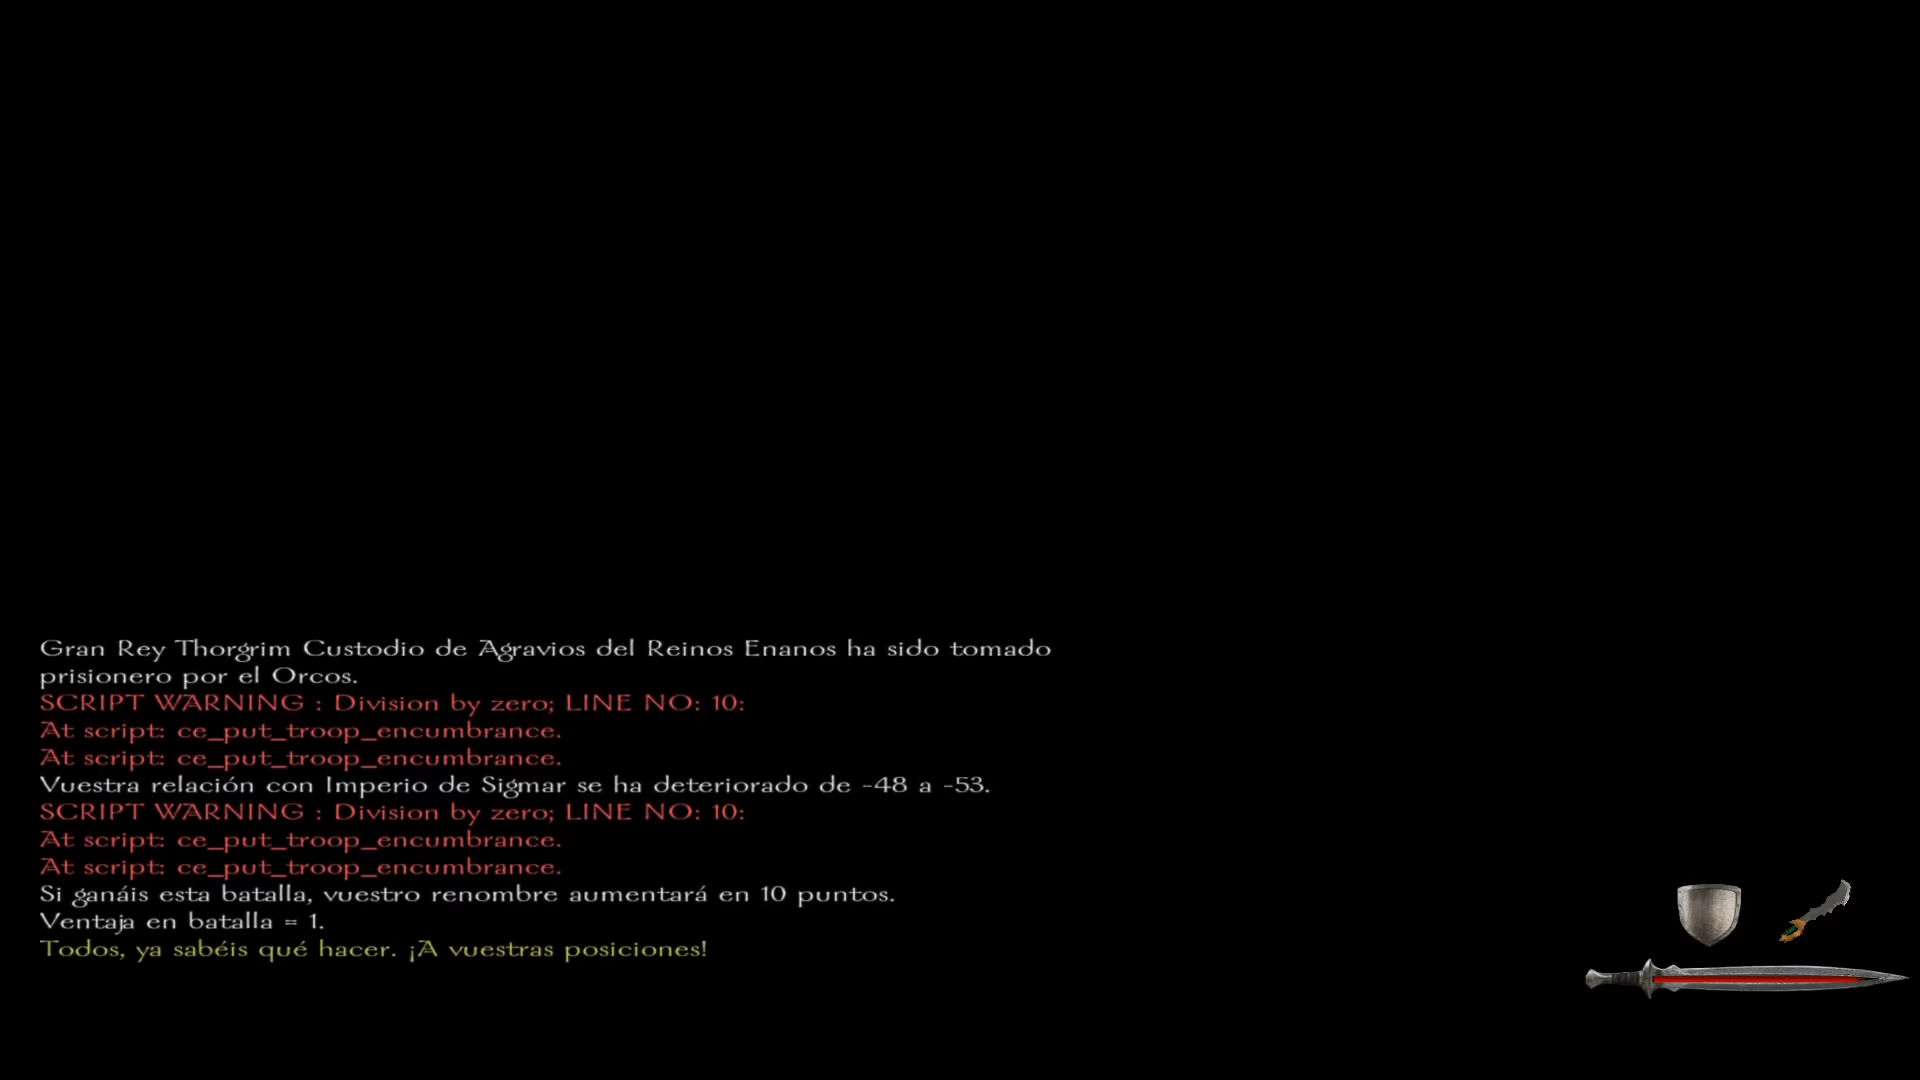 Gran Rey Thorgrim Custodio de Agravios del Reinos Enanos ha sido tomado
prisionero por el Orcos.
SCRIPT WARNING : Division by zero; LINE NO: 10:
At script: ce_put_troop_encumbrance.
At script: ce_put_troop_encumbrance.
Vuestra relación con Imperio de Sigmar se ha deteriorado de -48 a -53.
SCRIPT WARNING : Division by zero; LINE NO: 10:
At script: ce_put_troop_encumbrance.
At script: ce_put_troop_encumbrance.
Si ganáis esta batalla, vuestro renombre aumentará en 10 puntos.
Ventaja en batalla = 1.
Todos, ya sabéis qué hacer. ¡A vuestras posiciones!